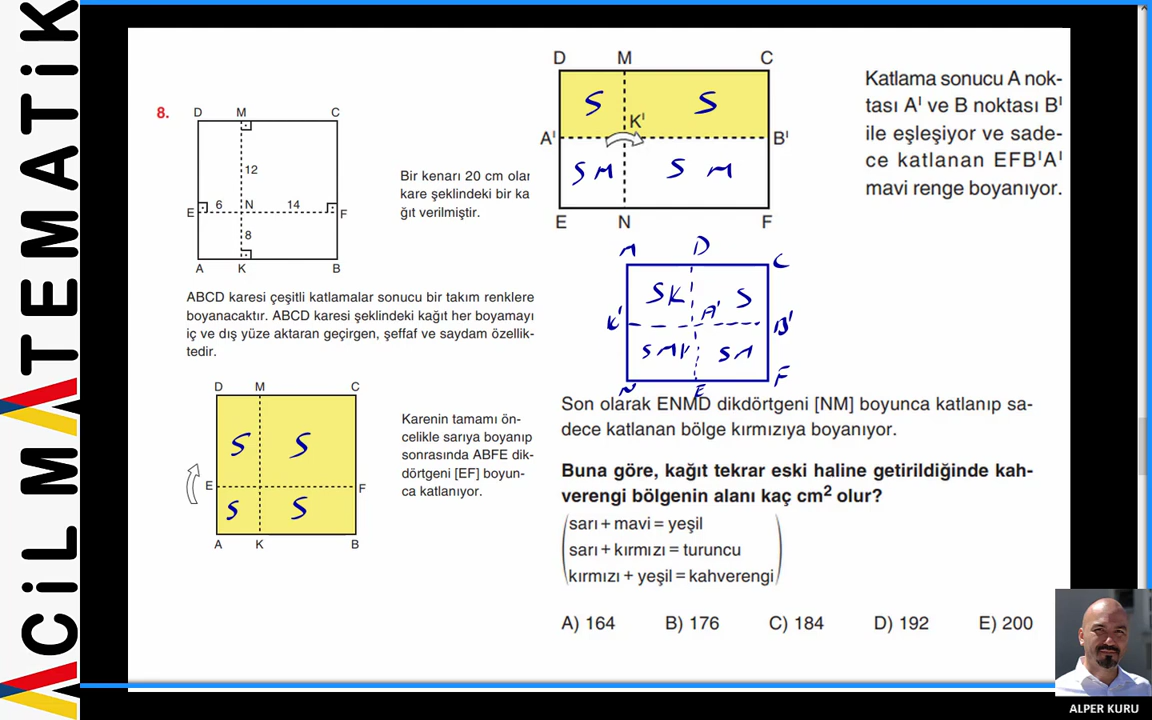 ACiLMATEMATiK
8.
D M C
12
E 6 N 14 F
8
A K B
Bir kenarı 20 cm olan
kare şeklindeki bir ka
ğıt verilmiştir.
ABCD karesi çeşitli katlamalar sonucu bir takım renklere
boyanacaktır. ABCD karesi şeklindeki kağıt her boyamayı
iç ve dış yüze aktaran geçirgen, şeffaf ve saydam özellik-
tedir.
D M C
S S
E F
S S
A K B
Karenin tamamı ön-
celikle sarıya boyanıp
sonrasında ABFE dik-
dörtgeni [EF] boyun-
ca katlanıyor.
D M C
S S
A' K' B'
SM S M
E N F
Katlama sonucu A nok-
tası A' ve B noktası B'
ile eşleşiyor ve sade-
ce katlanan EFB'A'
mavi renge boyanıyor.
A D C
SK S
K' A' B'
SMK SM
N E F
Son olarak ENMD dikdörtgeni [NM] boyunca katlanıp sa-
dece katlanan bölge kırmızıya boyanıyor.
Buna göre, kağıt tekrar eski haline getirildiğinde kah-
verengi bölgenin alanı kaç cm² olur?
sarı + mavi = yeşil
sarı + kırmızı = turuncu
kırmızı + yeşil = kahverengi
A) 164 B) 176 C) 184 D) 192 E) 200
ALPER KURU